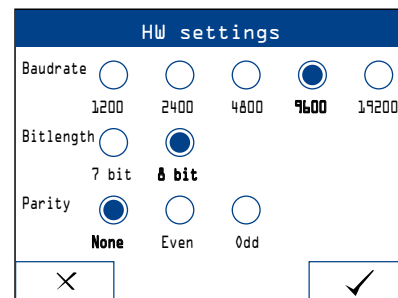 HW settings
Baudrate
1200 2400 4800 9600 19200
Bitlength
7 bit 8 bit
Parity
None Even Odd